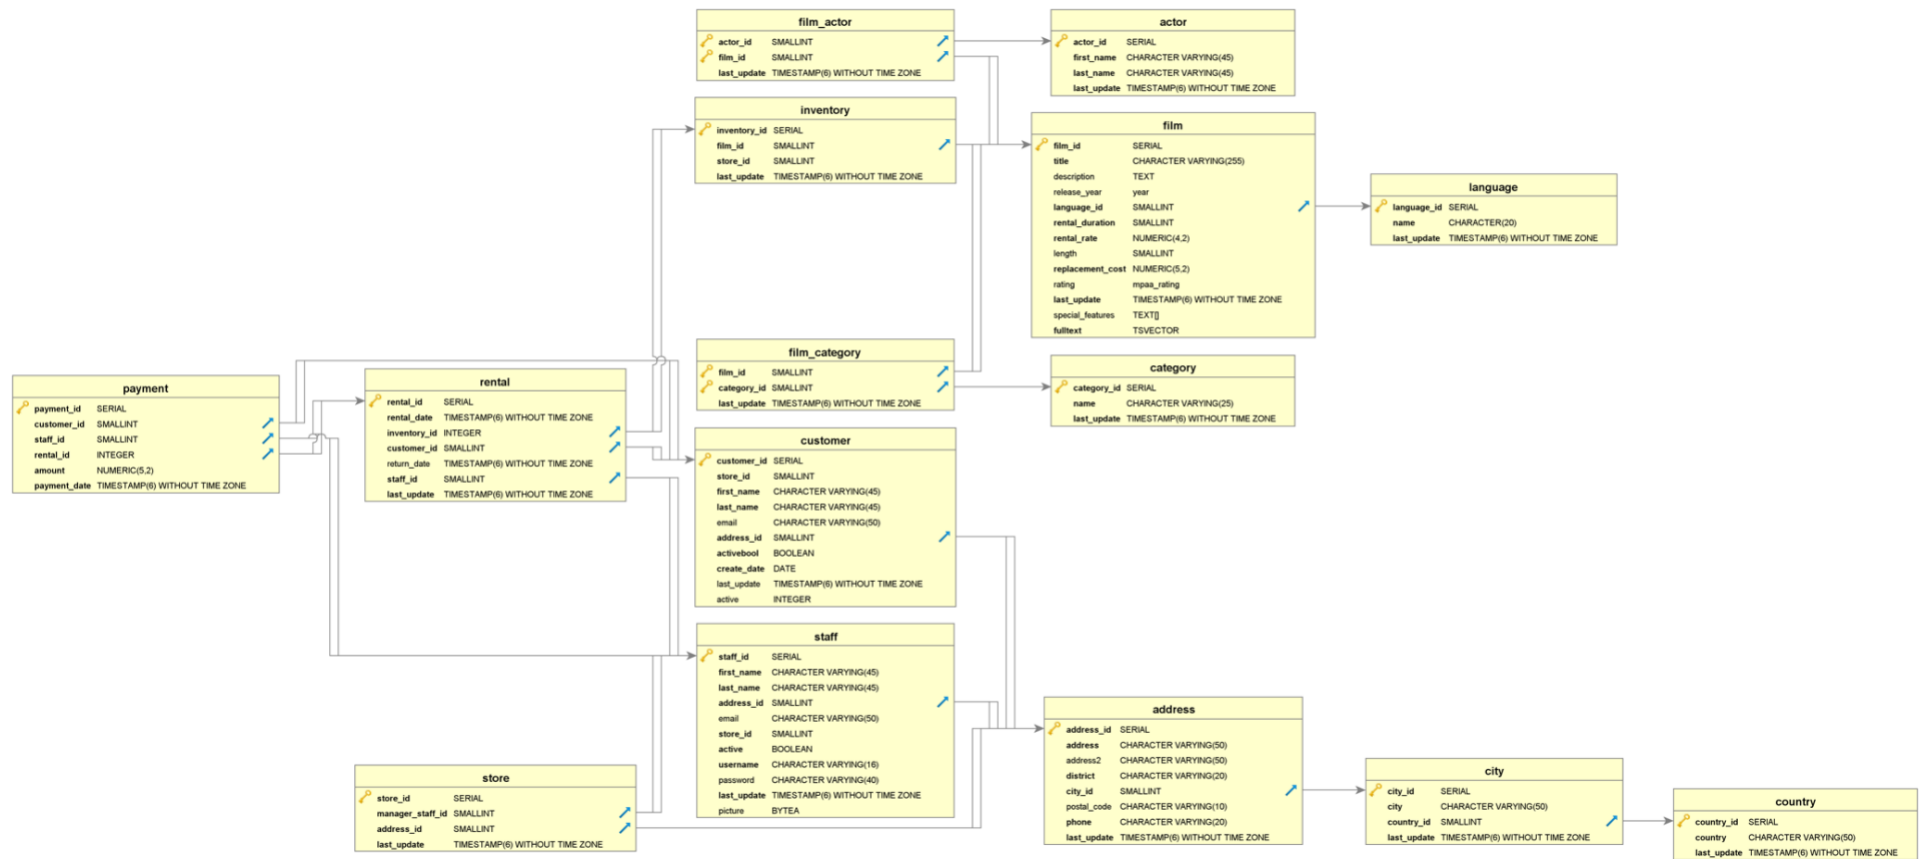 film_actor
actor_id SMALLINT
film_id SMALLINT
last_update TIMESTAMP(6) WITHOUT TIME ZONE
actor
actor_id SERIAL
first_name CHARACTER VARYING(45)
last_name CHARACTER VARYING(45)
last_update TIMESTAMP(6) WITHOUT TIME ZONE
inventory
inventory_id SERIAL
film_id SMALLINT
store_id SMALLINT
last_update TIMESTAMP(6) WITHOUT TIME ZONE
film
film_id SERIAL
title CHARACTER VARYING(255)
description TEXT
release_year year
language_id SMALLINT
rental_duration SMALLINT
rental_rate NUMERIC(4,2)
length SMALLINT
replacement_cost NUMERIC(5,2)
rating mpaa_rating
last_update TIMESTAMP(6) WITHOUT TIME ZONE
special_features TEXT[]
fulltext TSVECTOR
language
language_id SERIAL
name CHARACTER(20)
last_update TIMESTAMP(6) WITHOUT TIME ZONE
film_category
film_id SMALLINT
category_id SMALLINT
last_update TIMESTAMP(6) WITHOUT TIME ZONE
category
category_id SERIAL
name CHARACTER VARYING(25)
last_update TIMESTAMP(6) WITHOUT TIME ZONE
payment
payment_id SERIAL
customer_id SMALLINT
staff_id SMALLINT
rental_id INTEGER
amount NUMERIC(5,2)
payment_date TIMESTAMP(6) WITHOUT TIME ZONE
rental
rental_id SERIAL
rental_date TIMESTAMP(6) WITHOUT TIME ZONE
inventory_id INTEGER
customer_id SMALLINT
return_date TIMESTAMP(6) WITHOUT TIME ZONE
staff_id SMALLINT
last_update TIMESTAMP(6) WITHOUT TIME ZONE
customer
customer_id SERIAL
store_id SMALLINT
first_name CHARACTER VARYING(45)
last_name CHARACTER VARYING(45)
email CHARACTER VARYING(50)
address_id SMALLINT
activebool BOOLEAN
create_date DATE
last_update TIMESTAMP(6) WITHOUT TIME ZONE
active INTEGER
staff
staff_id SERIAL
first_name CHARACTER VARYING(45)
last_name CHARACTER VARYING(45)
address_id SMALLINT
email CHARACTER VARYING(50)
store_id SMALLINT
active BOOLEAN
username CHARACTER VARYING(16)
password CHARACTER VARYING(40)
last_update TIMESTAMP(6) WITHOUT TIME ZONE
picture BYTEA
store
store_id SERIAL
manager_staff_id SMALLINT
address_id SMALLINT
last_update TIMESTAMP(6) WITHOUT TIME ZONE
address
address_id SERIAL
address CHARACTER VARYING(50)
address2 CHARACTER VARYING(50)
district CHARACTER VARYING(20)
city_id SMALLINT
postal_code CHARACTER VARYING(10)
phone CHARACTER VARYING(20)
last_update TIMESTAMP(6) WITHOUT TIME ZONE
city
city_id SERIAL
city CHARACTER VARYING(50)
country_id SMALLINT
last_update TIMESTAMP(6) WITHOUT TIME ZONE
country
country_id SERIAL
country CHARACTER VARYING(50)
last_update TIMESTAMP(6) WITHOUT TIME ZONE